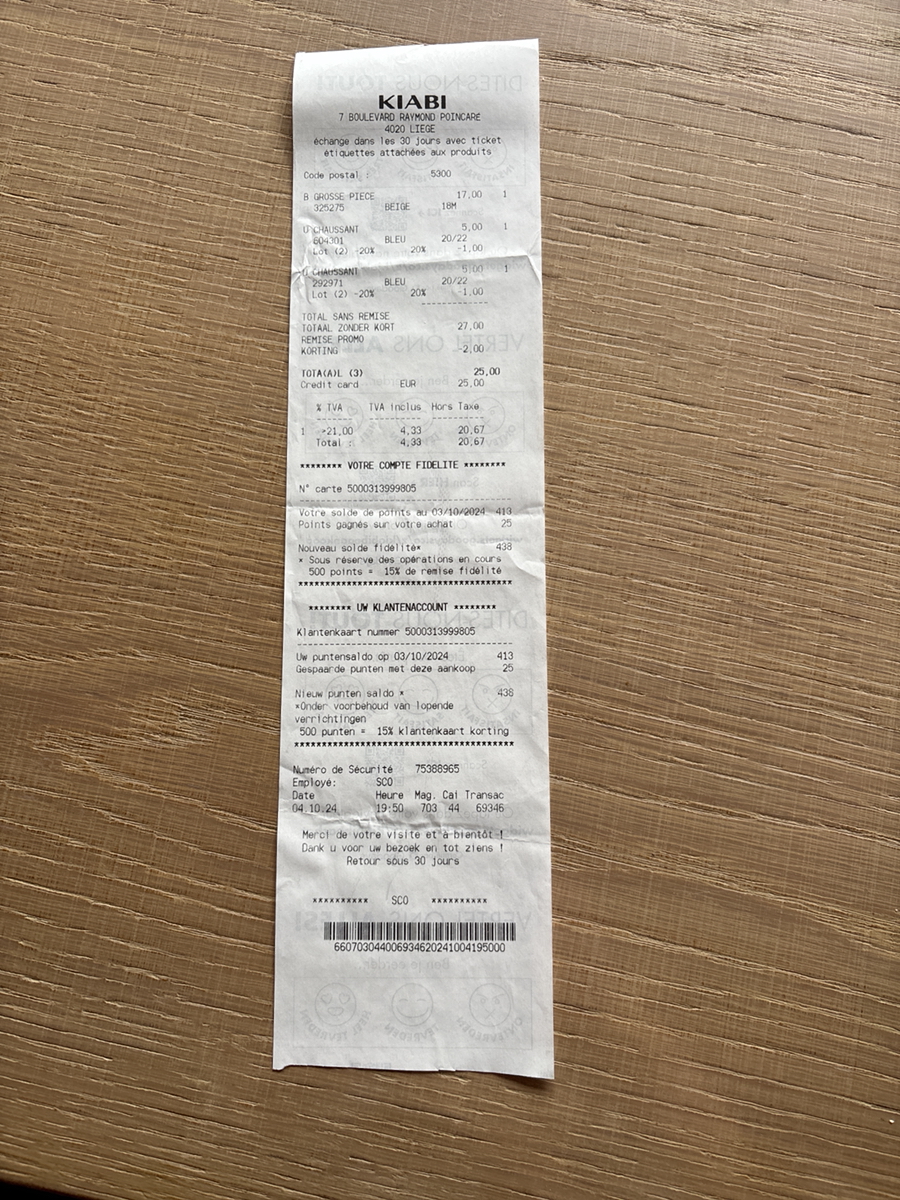 KIABI
7 BOULEVARD RAYMOND POINCARE
4020 LIEGE
échange dans les 30 jours avec ticket
étiquettes attachées aux produits
Code postal : 5300
B GROSSE PIECE 17,00 1
325275 BEIGE 18M
U CHAUSSANT 5,00 1
604301 BLEU 20/22
Lot (2) -20% 20% -1,00
U CHAUSSANT 5,00 1
292971 BLEU 20/22
Lot (2) -20% 20% -1,00
------------
TOTAL SANS REMISE
TOTAAL ZONDER KORT 27,00
REMISE PROMO
KORTING -2,00
TOTA(A)L (3) 25,00
Credit card EUR 25,00
% TVA TVA inclus Hors Taxe
1 >21,00 4,33 20,67
Total : 4,33 20,67
******** VOTRE COMPTE FIDELITE ********
N° carte 5000313999805
Votre solde de points au 03/10/2024 413
Points gagnés sur votre achat 25
Nouveau solde fidélité* 438
* Sous réserve des opérations en cours
500 points = 15% de remise fidélité
****************************************
******** UW KLANTENACCOUNT ********
Klantenkaart nummer 5000313999805
Uw puntensaldo op 03/10/2024 413
Gespaarde punten met deze aankoop 25
Nieuw punten saldo * 438
*Onder voorbehoud van lopende
verrichtingen
500 punten = 15% klantenkaart korting
****************************************
Numéro de Sécurité 75388965
Employé: SCO
Date Heure Mag. Cai Transac
04.10.24 19:50 703 44 69346
Merci de votre visite et à bientôt !
Dank u voor uw bezoek en tot ziens !
Retour sous 30 jours
********** SCO **********
660703044006934620241004195000